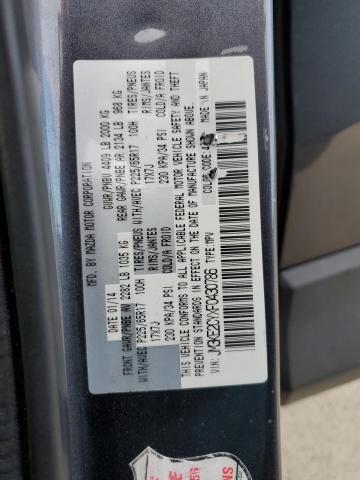 MFD. BY MAZDA MOTOR CORPORATION
DATE: 01/14 GVWR/PNBV 4409 LB 2000 KG
FRONT GAWR/PNBE AV 2282 LB 1035 KG REAR GAWR/PNBE AR 2134 LB 968 KG
WITH/AVEC P225/65R17 100H TIRES/PNEUS WITH/AVEC P225/65R17 100H TIRES/PNEUS
17X7J RIMS/JANTES 17X7J RIMS/JANTES
230 KPA/34 PSI COLD/A FROID 230 KPA/34 PSI COLD/A FROID
THIS VEHICLE CONFORMS TO ALL APPLICABLE FEDERAL MOTOR VEHICLE SAFETY AND THEFT
PREVENTION STANDARDS IN EFFECT ON THE DATE OF MANUFACTURE SHOWN ABOVE.
MADE IN JAPAN
VIN: TYPE: MPV COLOR CODE: